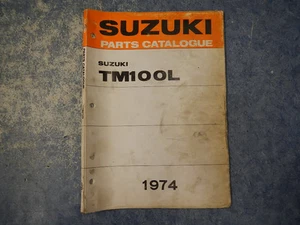 SUZUKI
PARTS CATALOGUE
SUZUKI
TM100L
1974